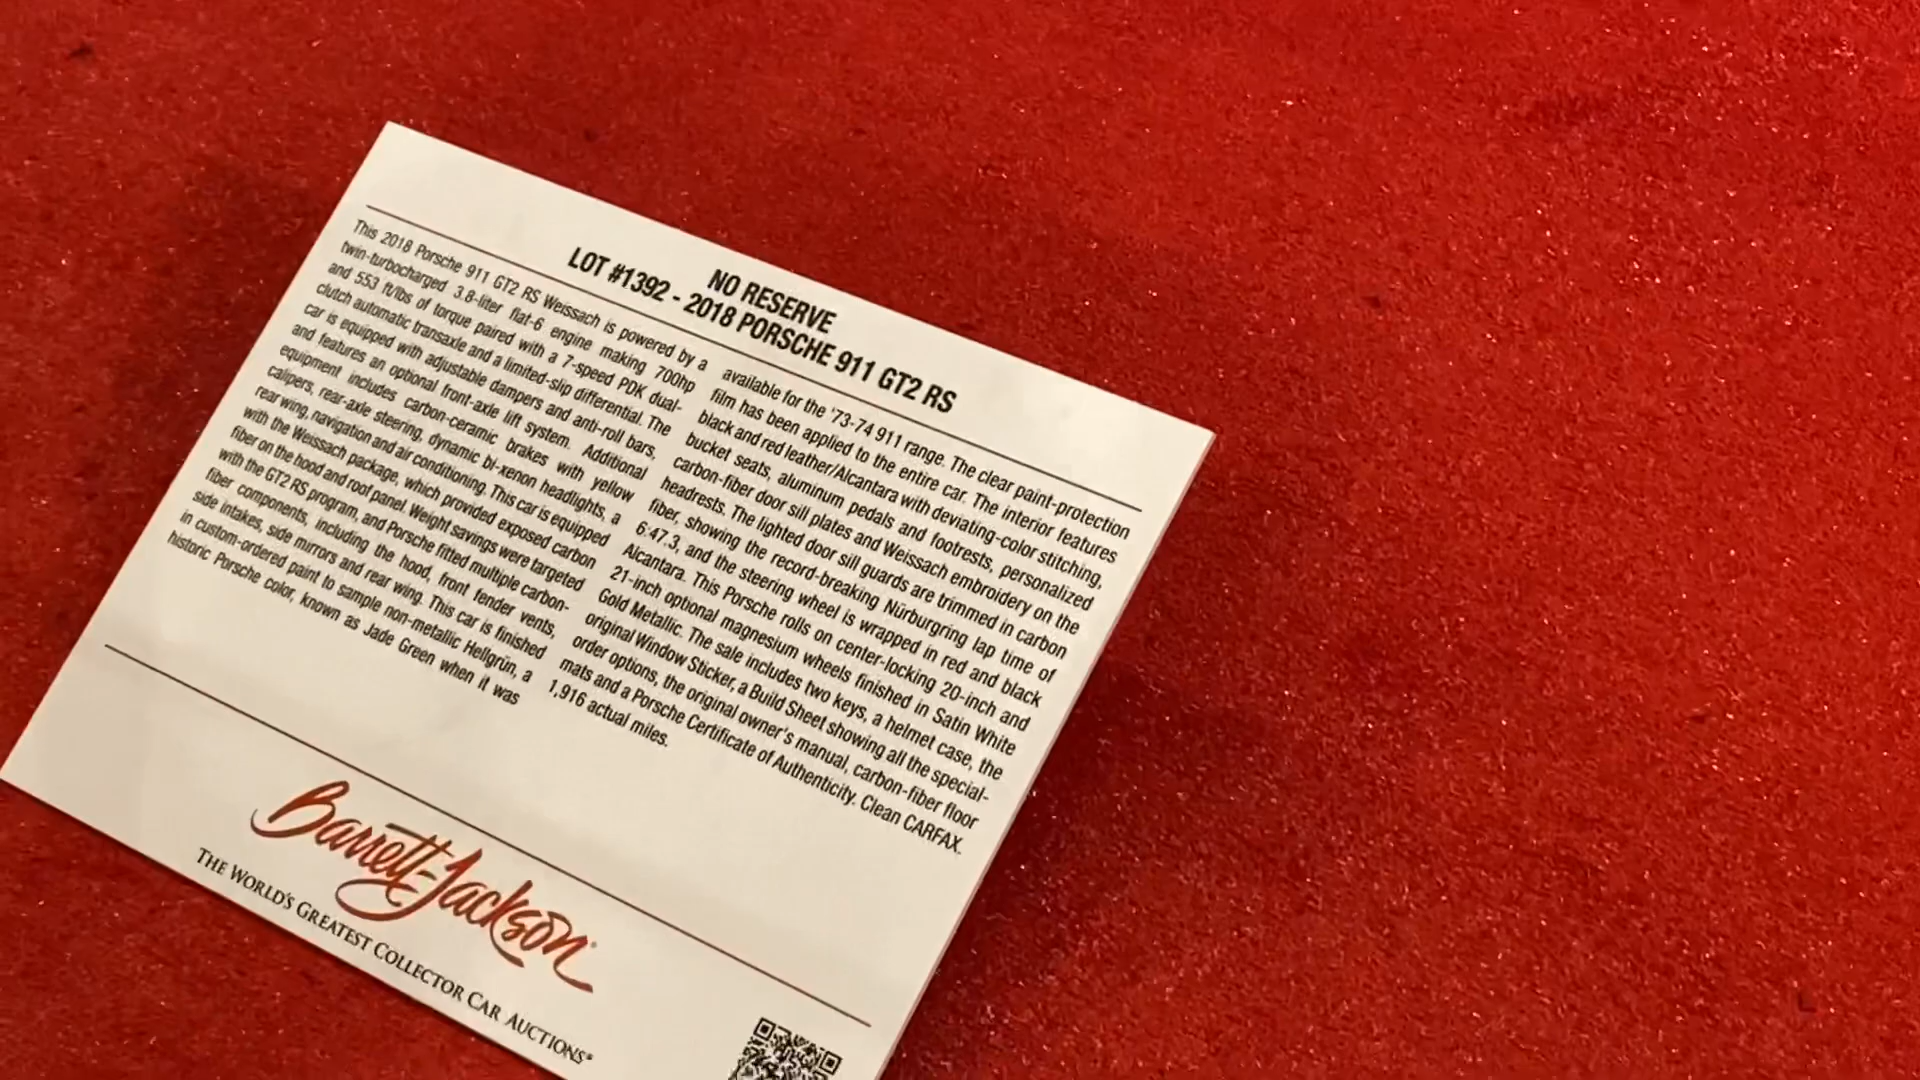 NO RESERVE
LOT #1392 - 2018 PORSCHE 911 GT2 RS
This 2018 Porsche 911 GT2 RS Weissach is powered by a
twin-turbocharged 3.8-liter flat-6 engine making 700hp
and 553 ft/lbs of torque paired with a 7-speed PDK dual-
clutch automatic transaxle and a limited-slip differential. The
car is equipped with adjustable dampers and anti-roll bars,
and features an optional front-axle lift system. Additional
equipment includes carbon-ceramic brakes with yellow
calipers, rear-axle steering, dynamic bi-xenon headlights, a
rear wing, navigation and air conditioning. This car is equipped
with the Weissach package, which provided exposed carbon
fiber on the hood and roof panel. Weight savings were targeted
with the GT2 RS program, and Porsche fitted multiple carbon-
fiber components, including the hood, front fender vents,
side intakes, side mirrors and rear wing. This car is finished
in custom-ordered paint to sample non-metallic Hellgrün, a
historic Porsche color, known as Jade Green when it was
available for the '73-74 911 range. The clear paint-protection
film has been applied to the entire car. The interior features
black and red leather/Alcantara with deviating-color stitching,
bucket seats, aluminum pedals and footrests, personalized
carbon-fiber door sill plates and Weissach embroidery on the
headrests. The lighted door sill guards are trimmed in carbon
fiber, showing the record-breaking Nürburgring lap time of
6:47.3, and the steering wheel is wrapped in red and black
Alcantara. This Porsche rolls on center-locking 20-inch and
21-inch optional magnesium wheels finished in Satin White
Gold Metallic. The sale includes two keys, a helmet case, the
original Window Sticker, a Build Sheet showing all the special-
order options, the original owner's manual, carbon-fiber floor
mats and a Porsche Certificate of Authenticity. Clean CARFAX.
1,916 actual miles.
Barrett-Jackson
THE WORLD'S GREATEST COLLECTOR CAR AUCTIONS®